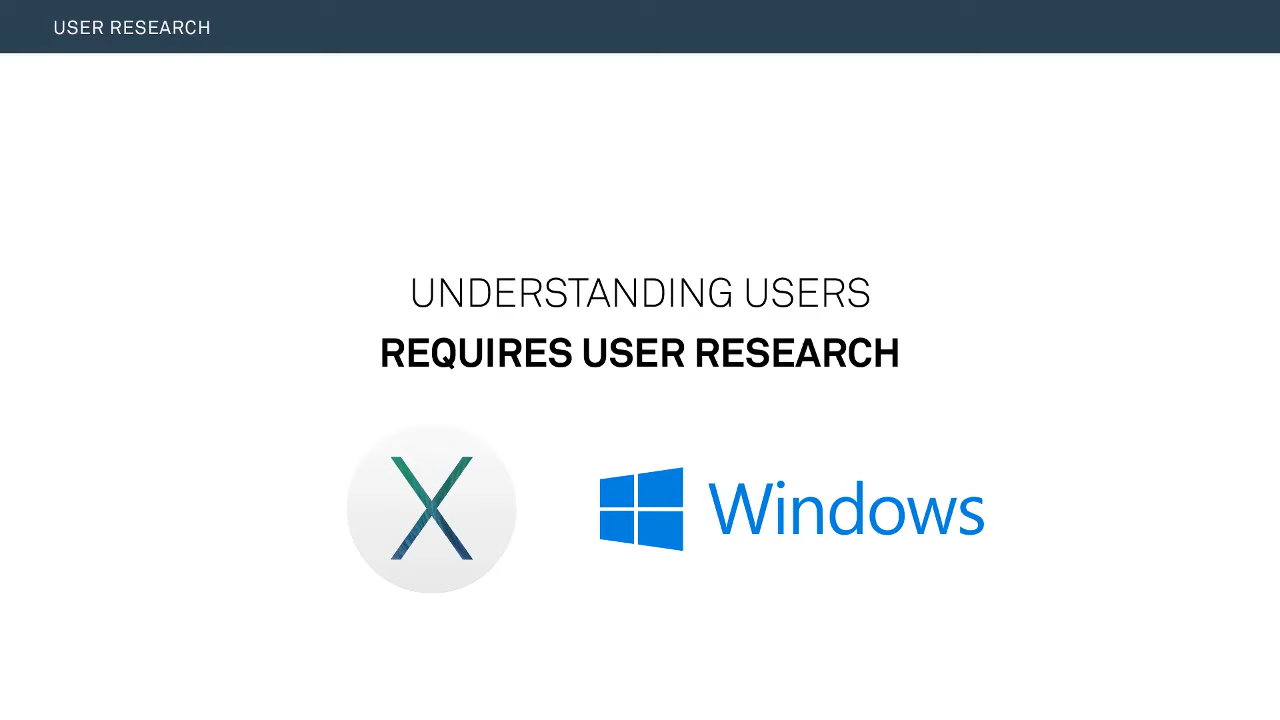 USER RESEARCH
UNDERSTANDING USERS
REQUIRES USER RESEARCH
X
Windows